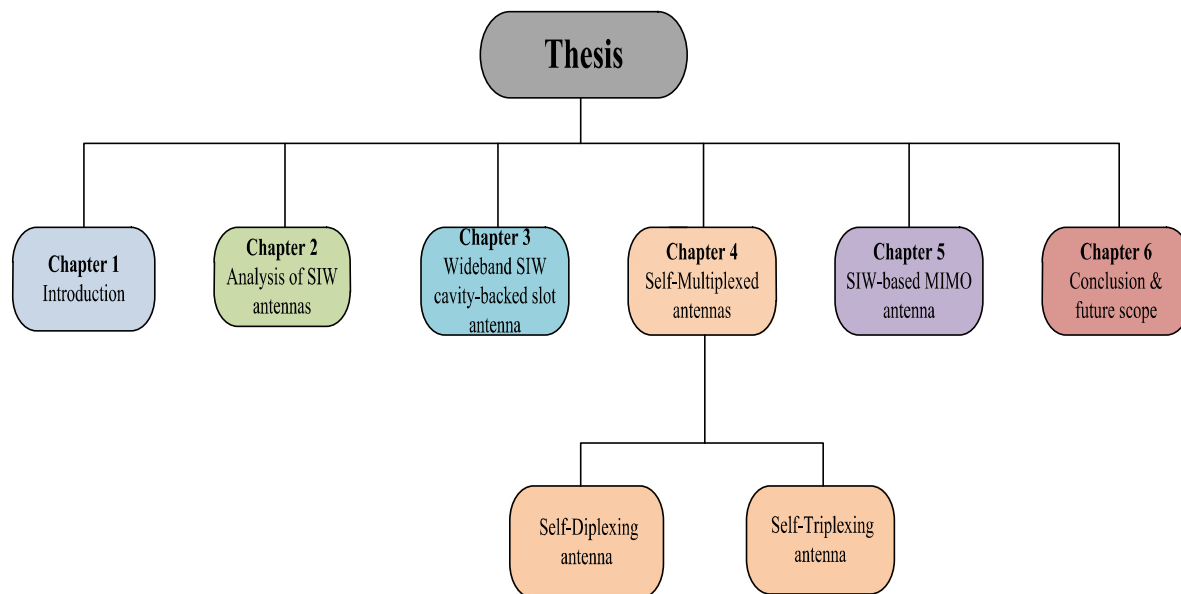 Thesis
Chapter 1
Introduction
Chapter 2
Analysis of SIW
antennas
Chapter 3
Wideband SIW
cavity-backed slot
antenna
Chapter 4
Self-Multiplexed
antennas
Chapter 5
SIW-based MIMO
antenna
Chapter 6
Conclusion &
future scope
Self-Diplexing
antenna
Self-Triplexing
antenna